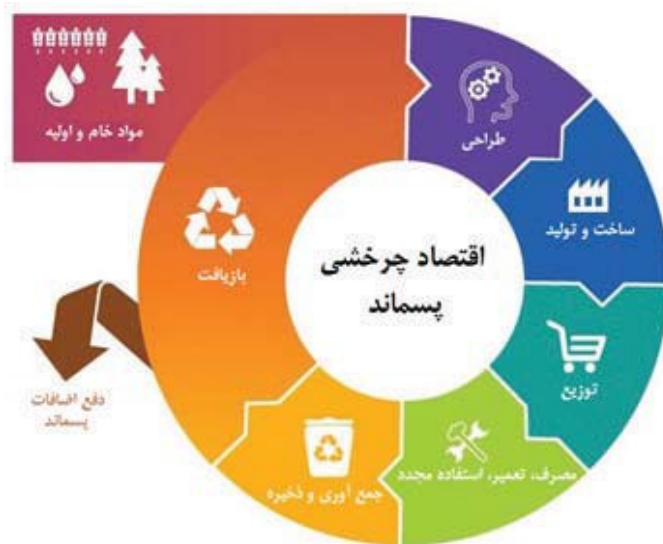 مواد خام و اولیه
طراحی
ساخت و تولید
توزیع
مصرف، تعمیر، استفاده مجدد
جمع آوری و ذخیره
بازیافت
دفع اضافات
پسماند
اقتصاد چرخشی
پسماند